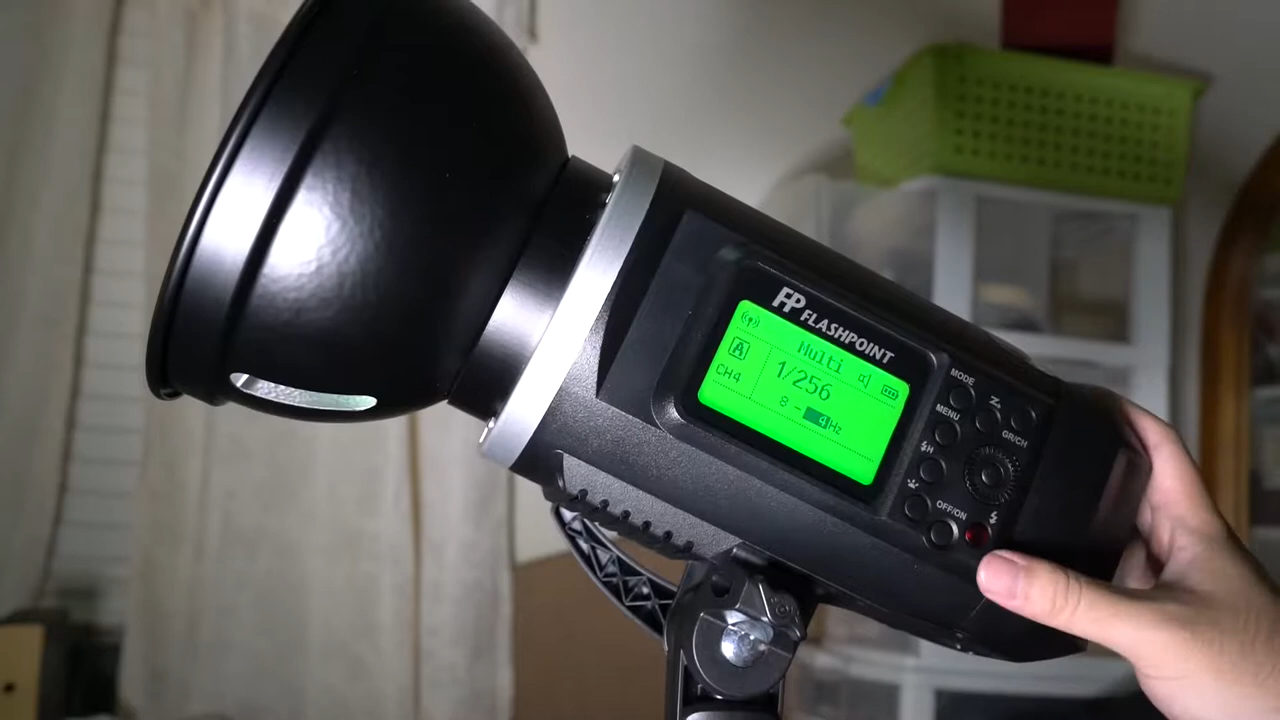 FP FLASHPOINT
Multi
A
1/256
CH4
8 - 4Hz
MODE
Z
MENU
GR/CH
H
OFF/ON